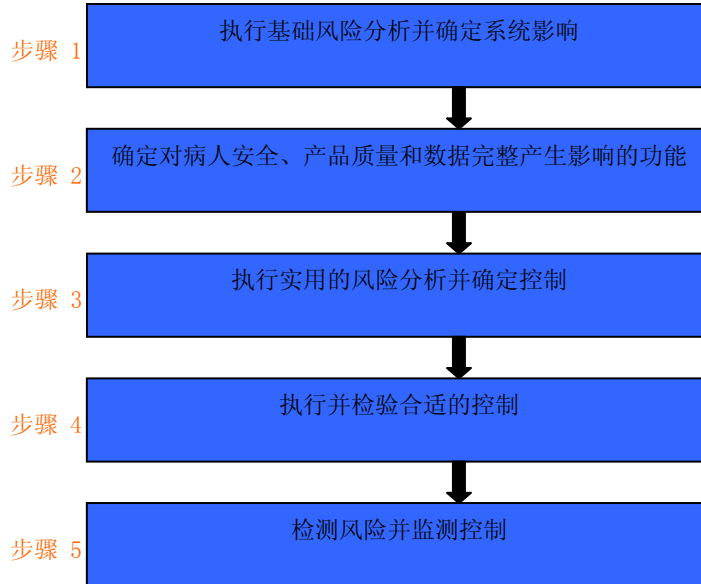 步骤 1
执行基础风险分析并确定系统影响
步骤 2
确定对病人安全、产品质量和数据完整产生影响的功能
步骤 3
执行实用的风险分析并确定控制
步骤 4
执行并检验合适的控制
步骤 5
检测风险并监测控制